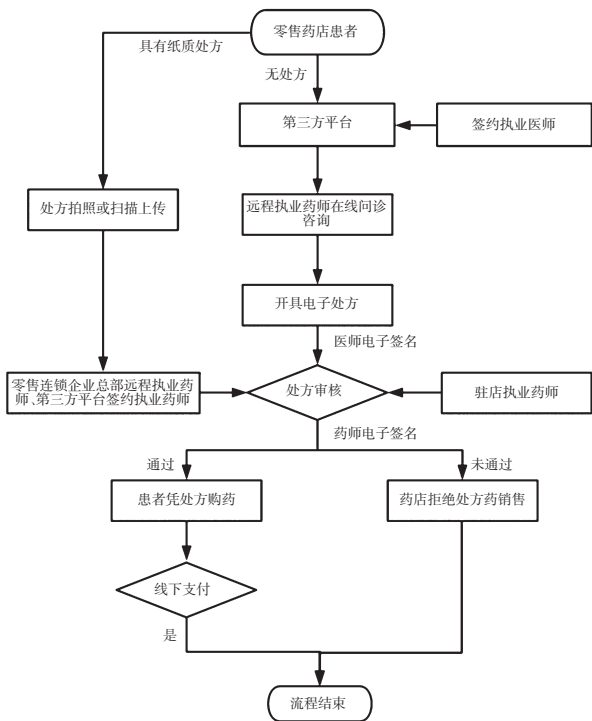 零售药店患者
具有纸质处方
无处方
第三方平台
签约执业医师
处方拍照或扫描上传
远程执业药师在线问诊
咨询
开具电子处方
医师电子签名
零售连锁企业总部远程执业药
师、第三方平台签约执业药师
处方审核
驻店执业药师
药师电子签名
通过
未通过
患者凭处方购药
药店拒绝处方药销售
线下支付
是
流程结束